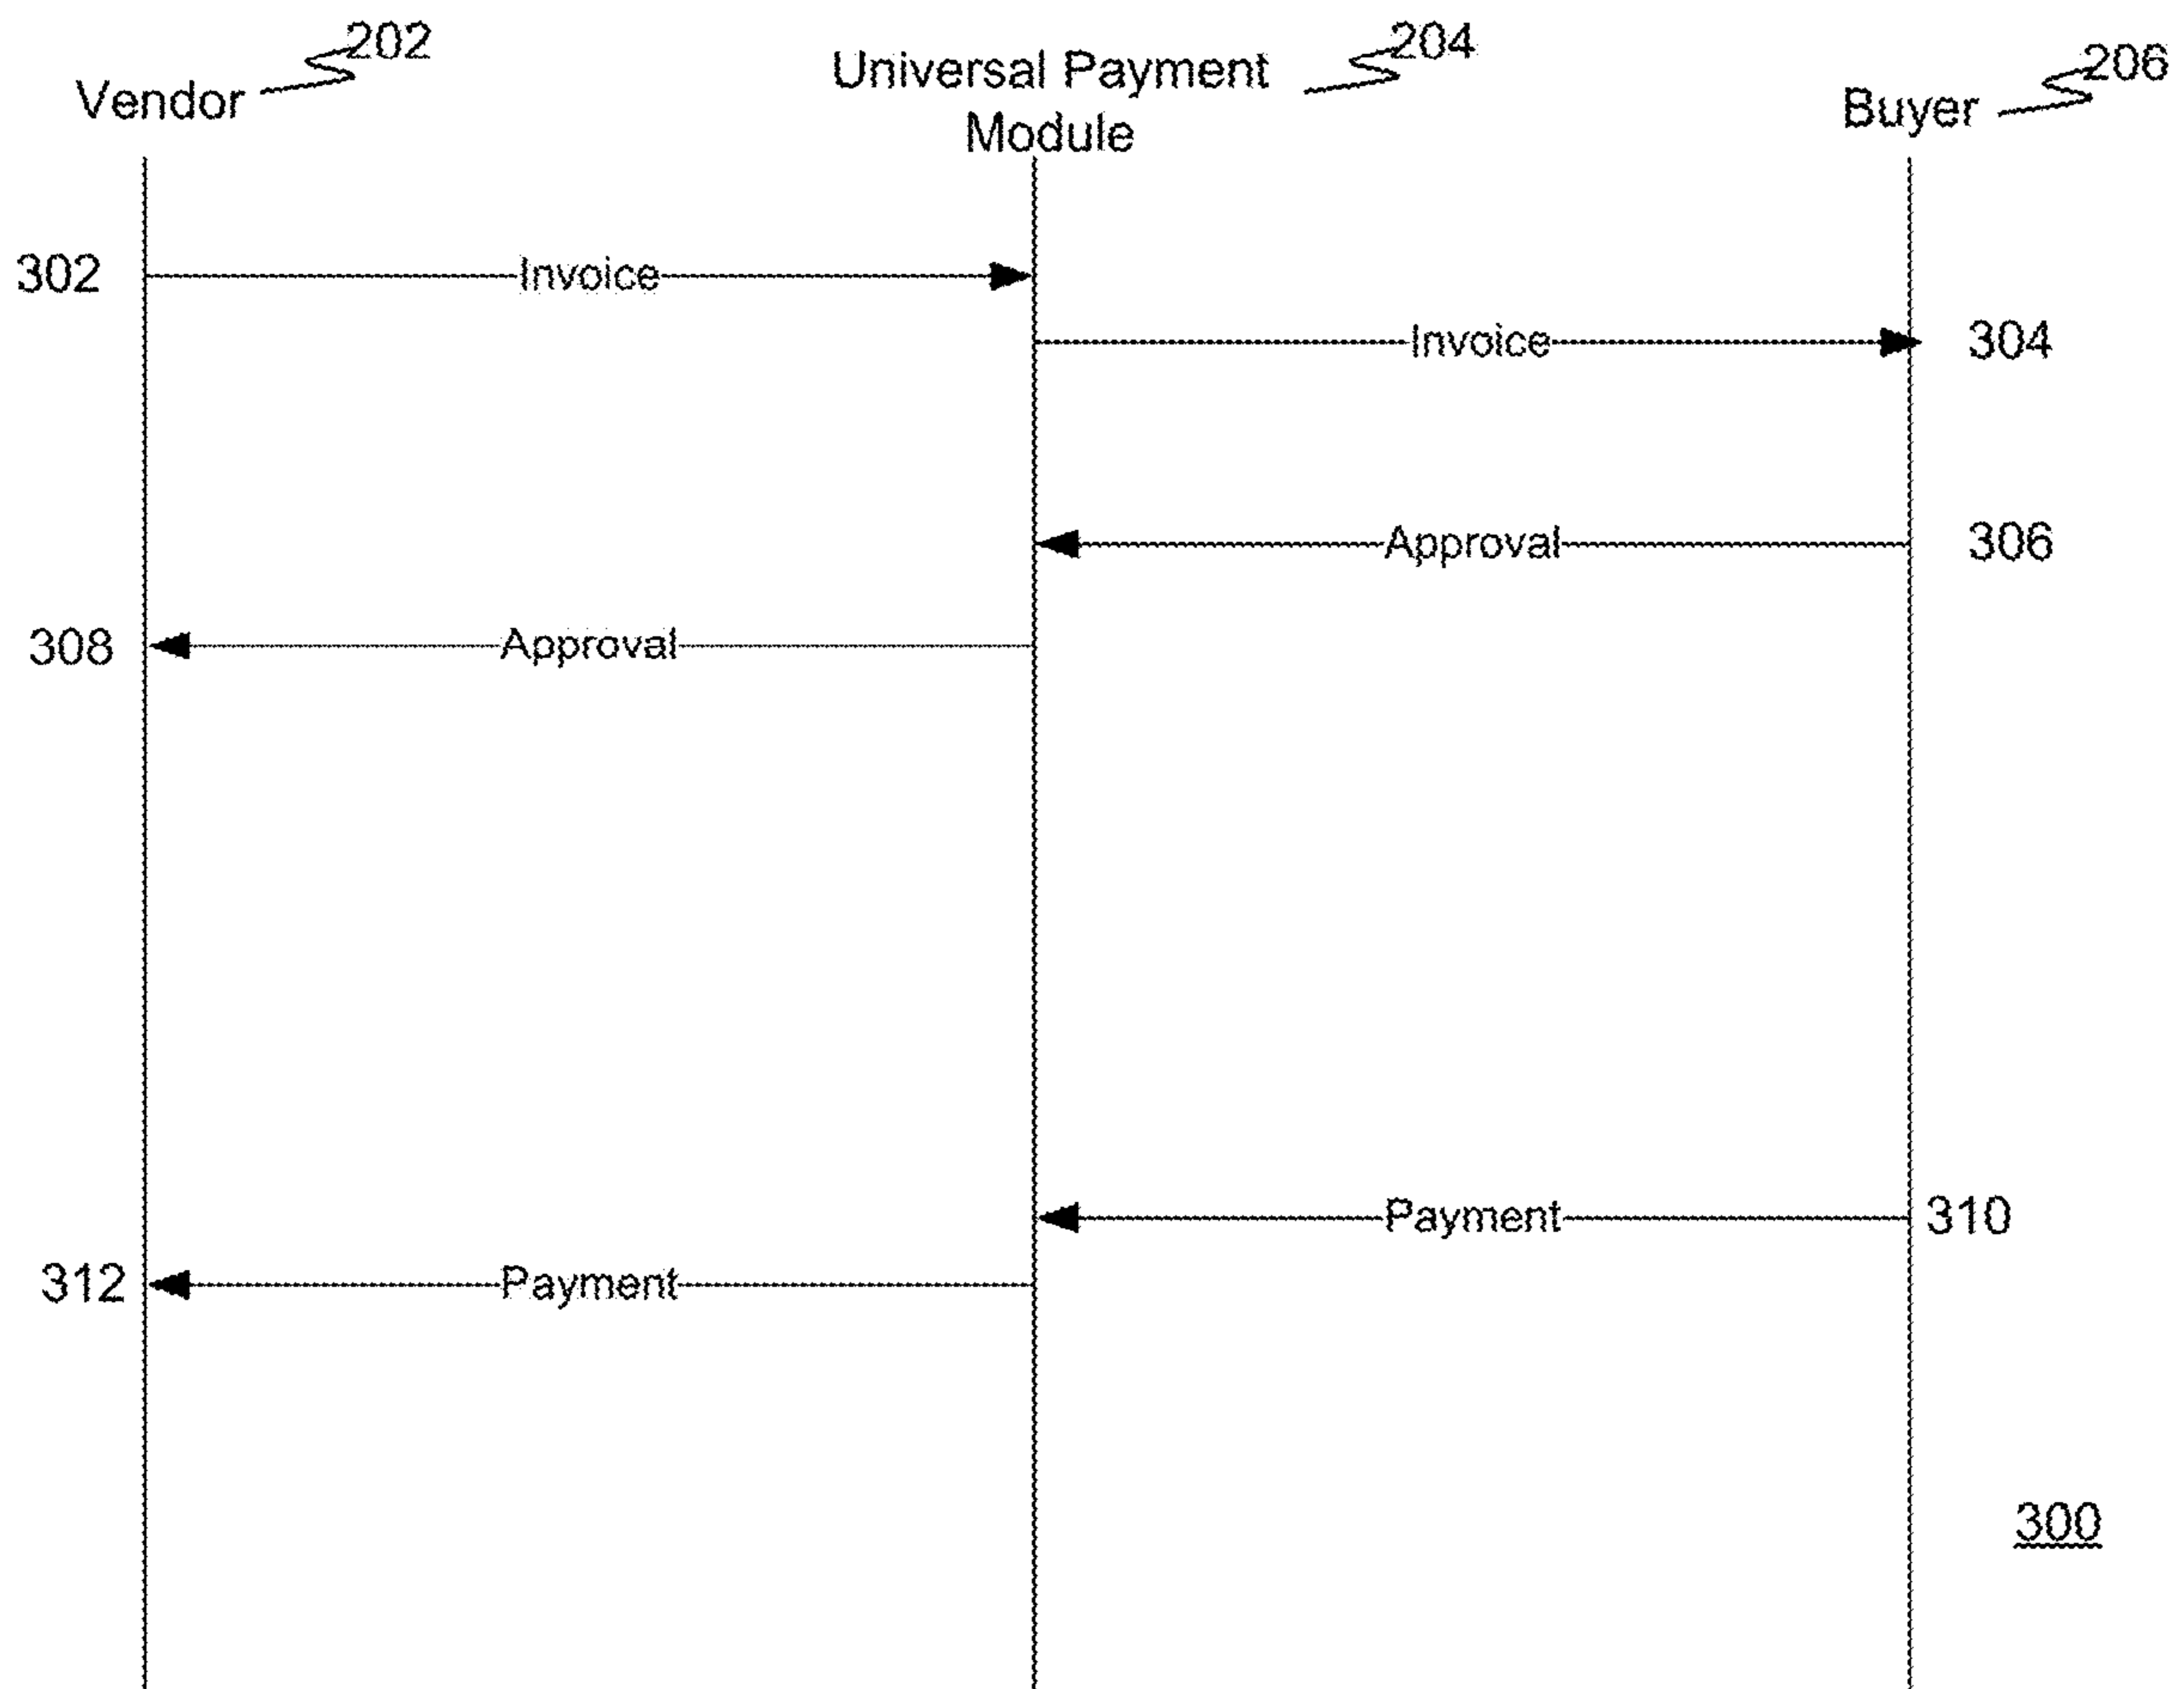 202
Vendor
204
Universal Payment
Module
206
Buyer
302
Invoice
Invoice
304
Approval
306
308
Approval
Payment
310
312
Payment
300